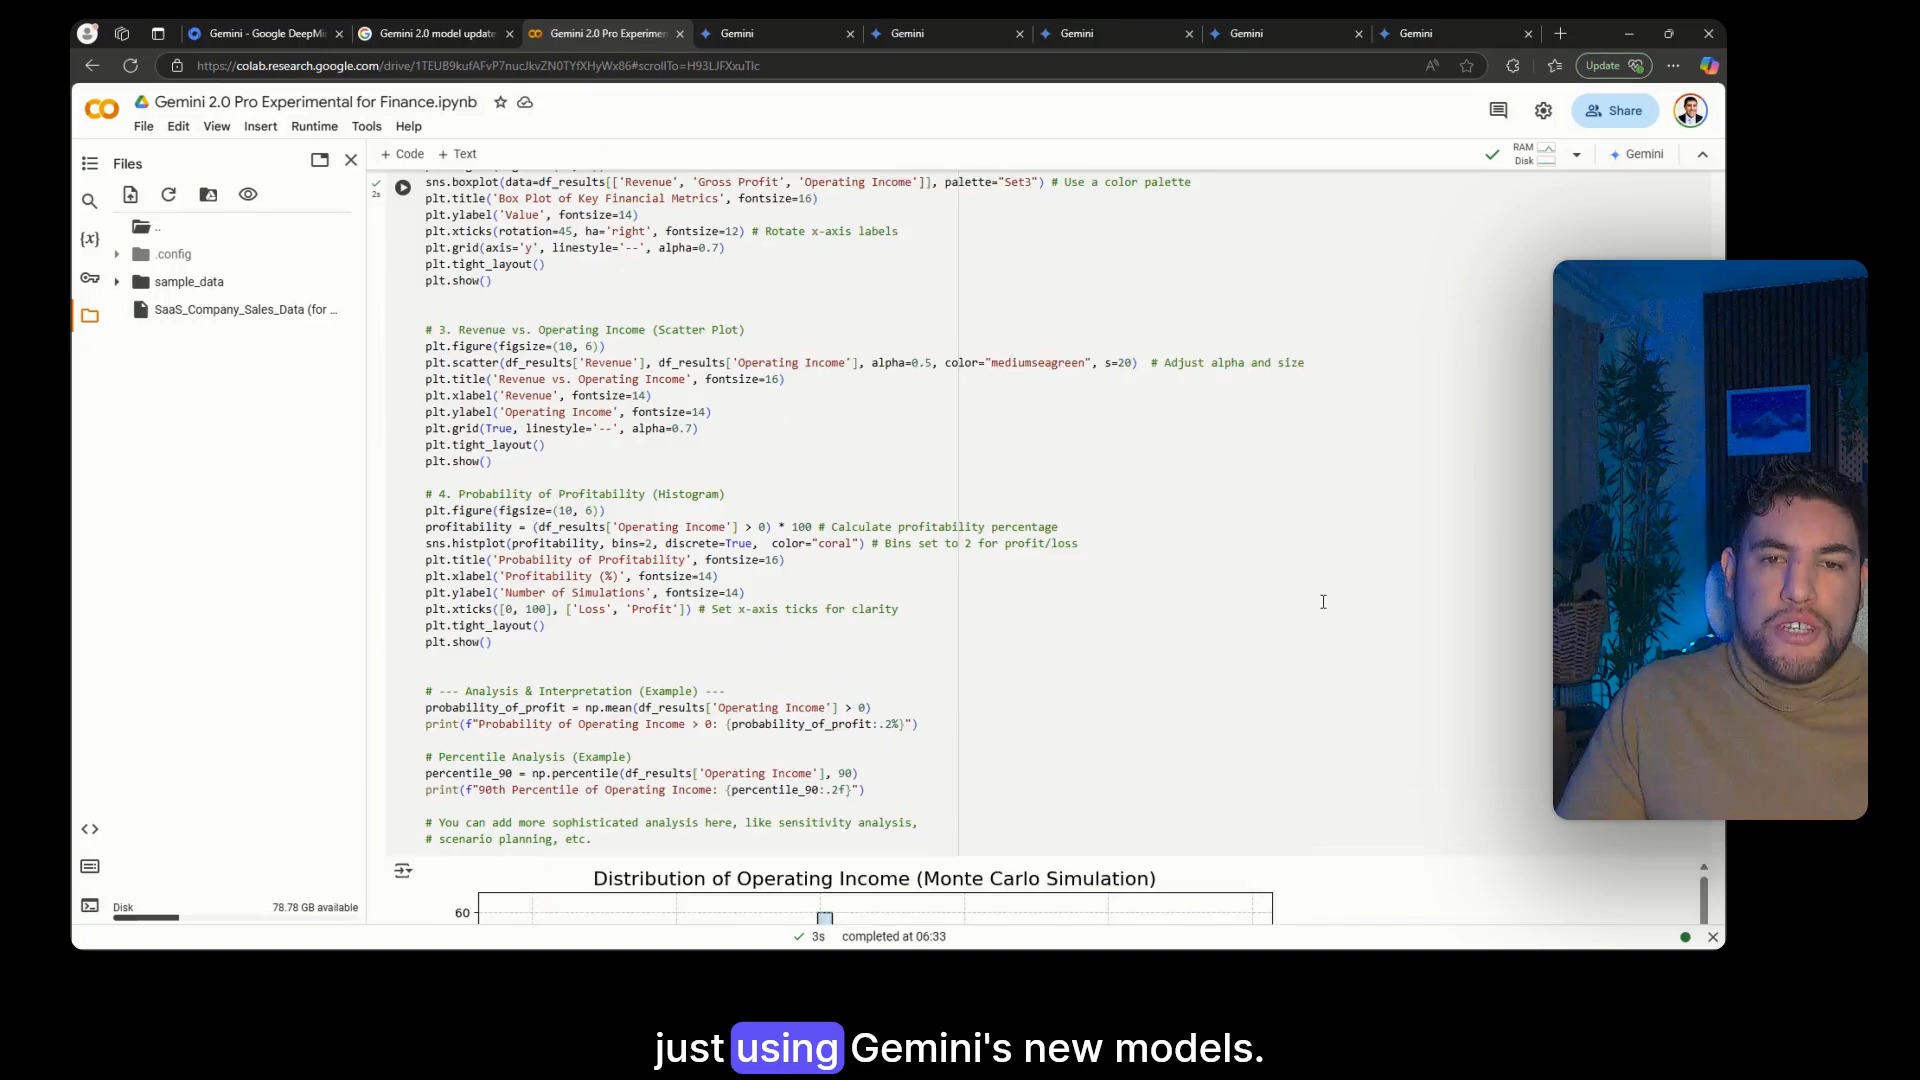 Gemini - Google DeepMi
Gemini 2.0 model update
Gemini 2.0 Pro Experimen
Gemini
Gemini
Gemini
Gemini
Gemini
https://colab.research.google.com/drive/1TEUB9kufAFvP7nucJkvZN0TYfXHyWx86#scrollTo=H93LJFXxuTlc
Update
Gemini 2.0 Pro Experimental for Finance.ipynb
Share
File Edit View Insert Runtime Tools Help
Files
+ Code + Text
RAM
Disk
Gemini
..
.config
sample_data
SaaS_Company_Sales_Data (for ...
2s
sns.boxplot(data=df_results[['Revenue', 'Gross Profit', 'Operating Income']], palette="Set3") # Use a color palette
plt.title('Box Plot of Key Financial Metrics', fontsize=16)
plt.ylabel('Value', fontsize=14)
plt.xticks(rotation=45, ha='right', fontsize=12) # Rotate x-axis labels
plt.grid(axis='y', linestyle='--', alpha=0.7)
plt.tight_layout()
plt.show()
# 3. Revenue vs. Operating Income (Scatter Plot)
plt.figure(figsize=(10, 6))
plt.scatter(df_results['Revenue'], df_results['Operating Income'], alpha=0.5, color="mediumseagreen", s=20)  # Adjust alpha and size
plt.title('Revenue vs. Operating Income', fontsize=16)
plt.xlabel('Revenue', fontsize=14)
plt.ylabel('Operating Income', fontsize=14)
plt.grid(True, linestyle='--', alpha=0.7)
plt.tight_layout()
plt.show()
# 4. Probability of Profitability (Histogram)
plt.figure(figsize=(10, 6))
profitability = (df_results['Operating Income'] > 0) * 100 # Calculate profitability percentage
sns.histplot(profitability, bins=2, discrete=True,  color="coral") # Bins set to 2 for profit/loss
plt.title('Probability of Profitability', fontsize=16)
plt.xlabel('Profitability (%)', fontsize=14)
plt.ylabel('Number of Simulations', fontsize=14)
plt.xticks([0, 100], ['Loss', 'Profit']) # Set x-axis ticks for clarity
plt.tight_layout()
plt.show()
# --- Analysis & Interpretation (Example) ---
probability_of_profit = np.mean(df_results['Operating Income'] > 0)
print(f"Probability of Operating Income > 0: {probability_of_profit:.2%}")
# Percentile Analysis (Example)
percentile_90 = np.percentile(df_results['Operating Income'], 90)
print(f"90th Percentile of Operating Income: {percentile_90:.2f}")
# You can add more sophisticated analysis here, like sensitivity analysis,
# scenario planning, etc.
Distribution of Operating Income (Monte Carlo Simulation)
60
Disk 78.78 GB available
3s completed at 06:33
just using Gemini's new models.